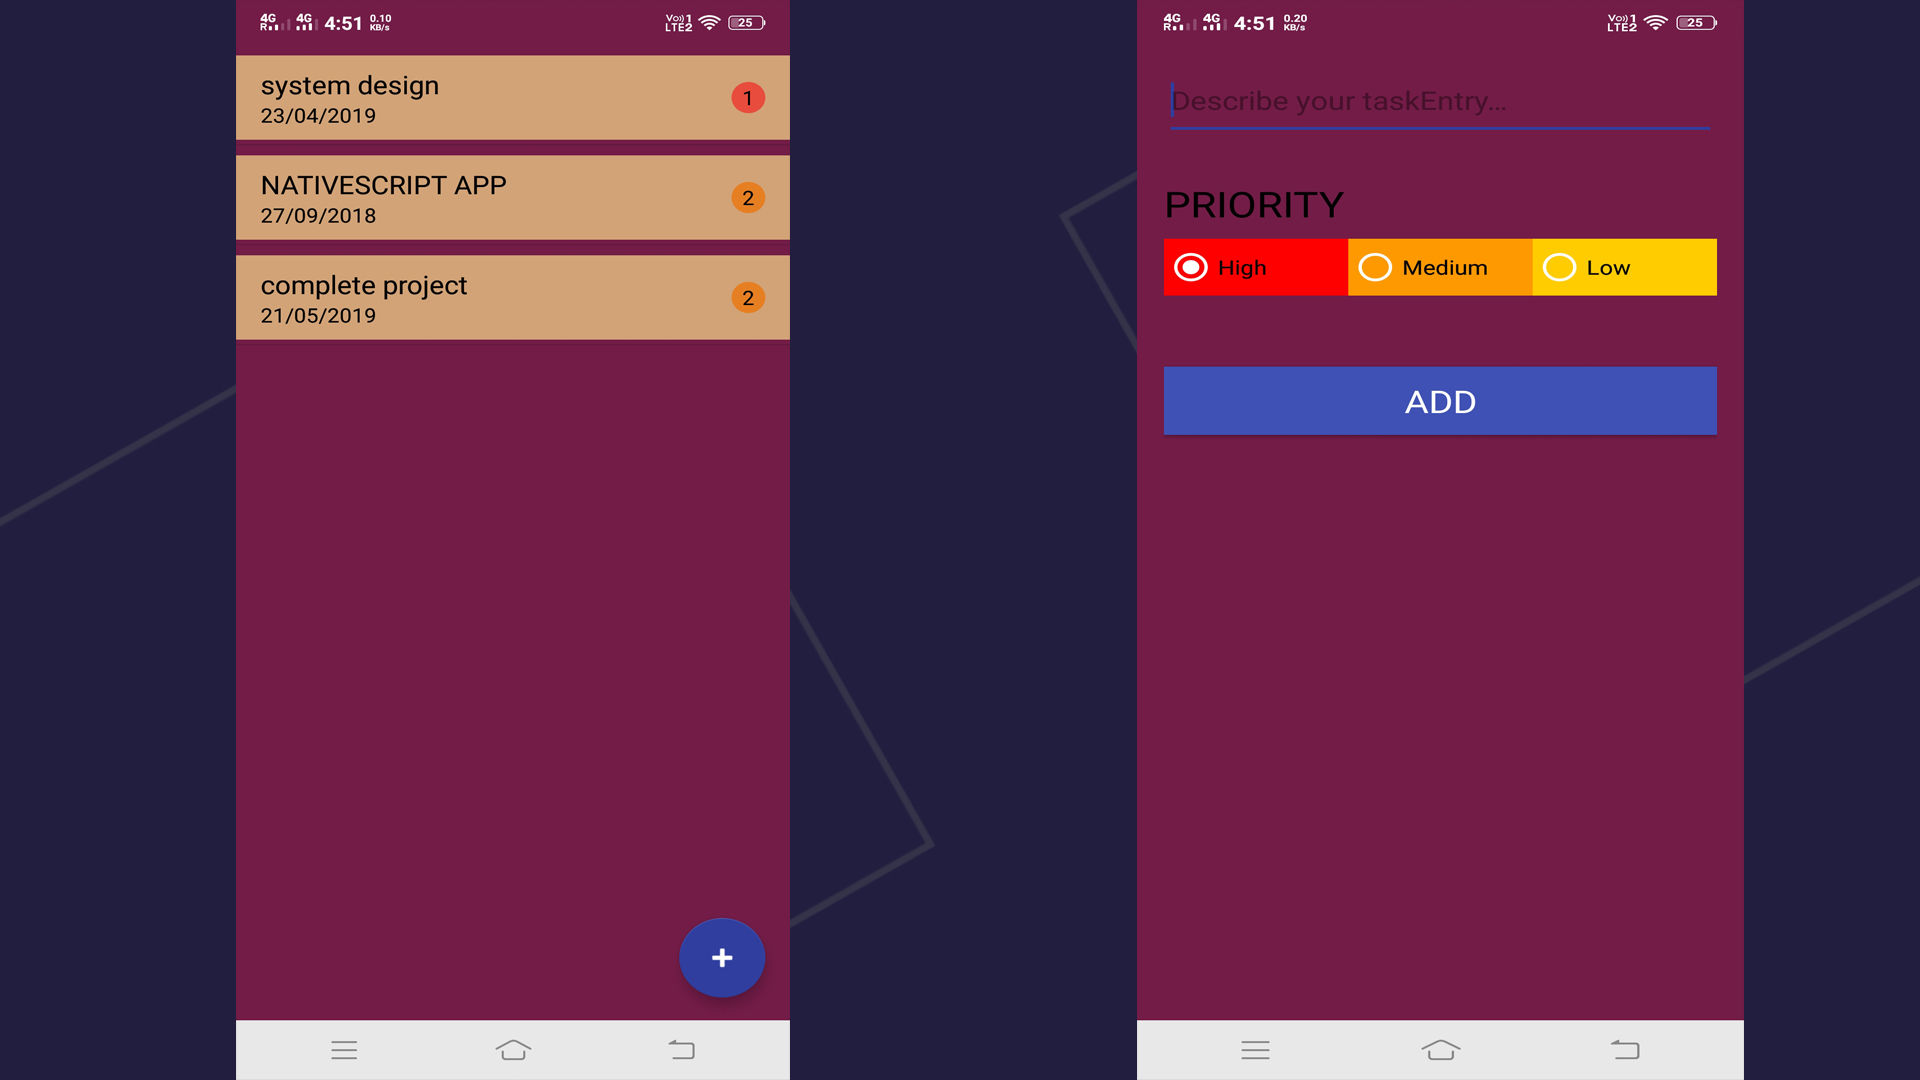 4G R 4G 4:51 0.10 KB/s Vo)) 1 LTE2 25
system design
23/04/2019
1
NATIVESCRIPT APP
27/09/2018
2
complete project
21/05/2019
2
+
4G R 4G 4:51 0.20 KB/s Vo)) 1 LTE2 25
Describe your taskEntry...
PRIORITY
High Medium Low
ADD